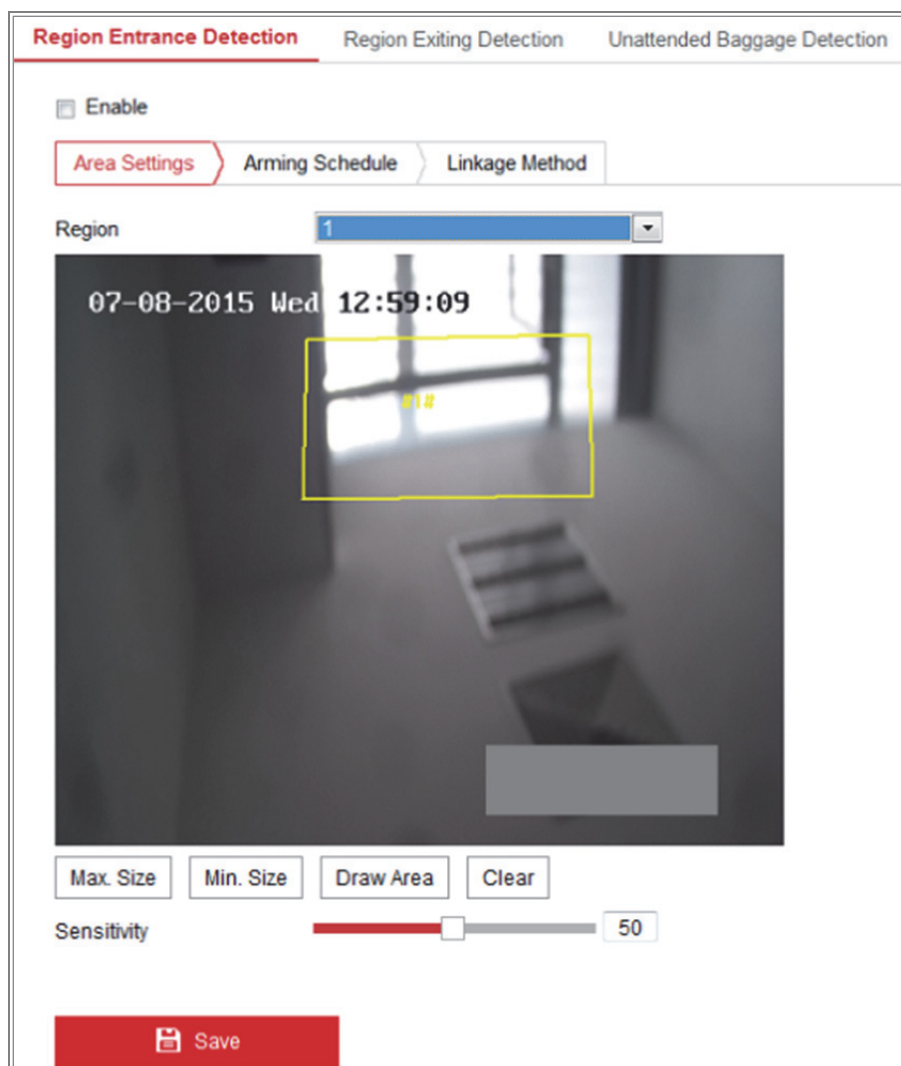 Region Entrance Detection Region Exiting Detection Unattended Baggage Detection
Enable
Area Settings Arming Schedule Linkage Method
Region 1
07-08-2015 Wed 12:59:09
#1#
Max. Size Min. Size Draw Area Clear
Sensitivity 50
Save